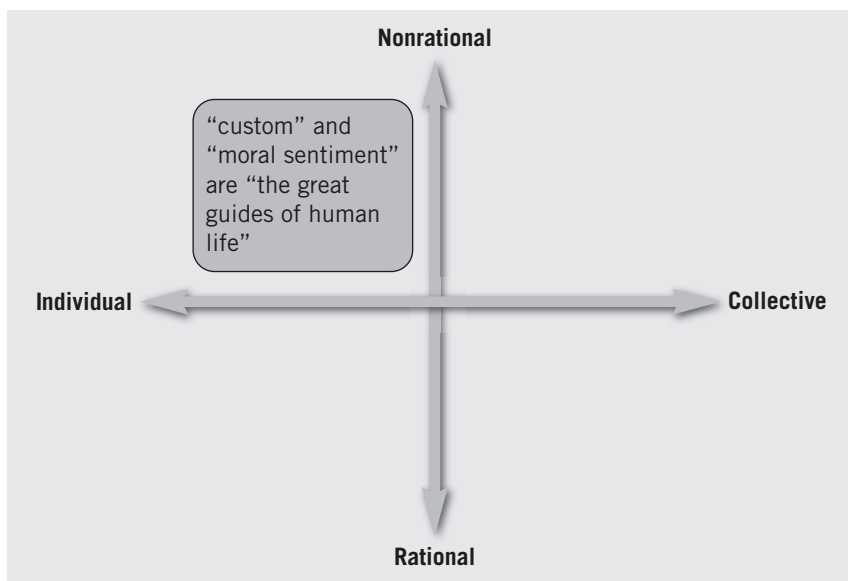 Nonrational
“custom” and
“moral sentiment”
are “the great
guides of human
life”
Individual
Collective
Rational